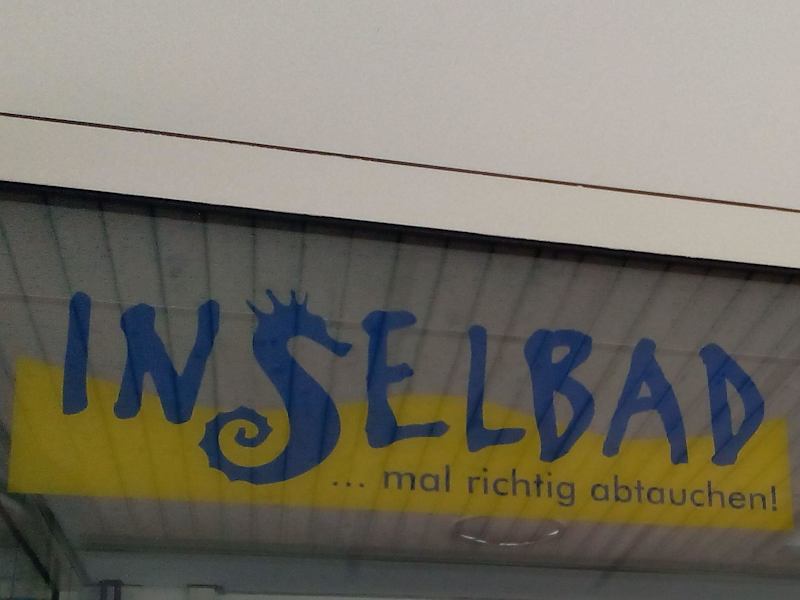 INSELBAD
... mal richtig abtauchen!